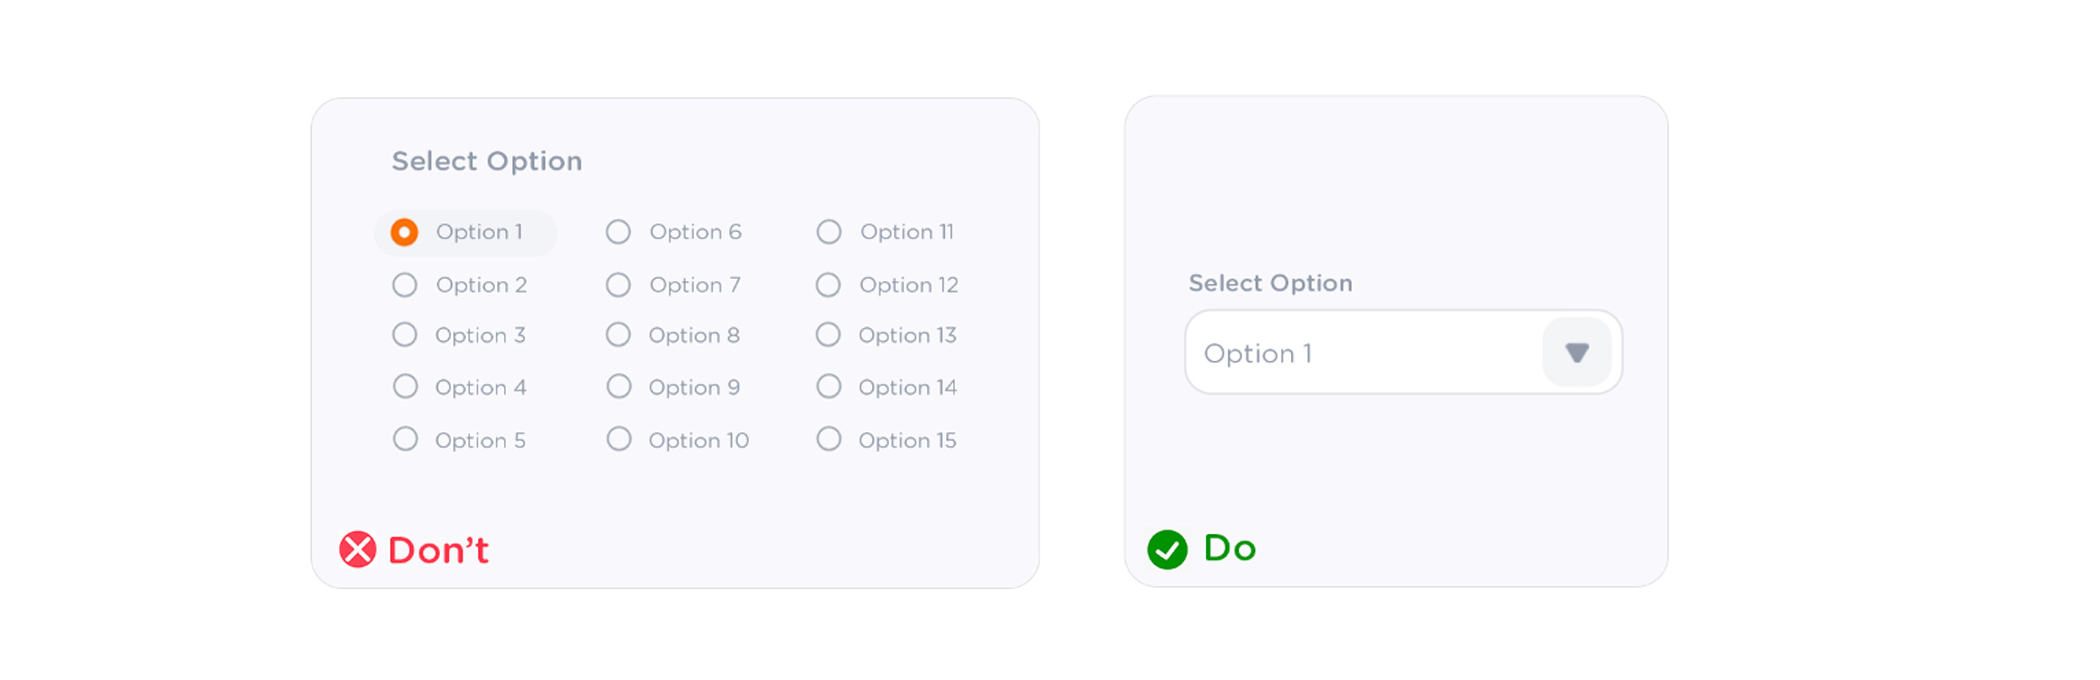 Select Option
Option 1
Option 2
Option 3
Option 4
Option 5
Option 6
Option 7
Option 8
Option 9
Option 10
Option 11
Option 12
Option 13
Option 14
Option 15
Don’t
Select Option
Option 1
Do